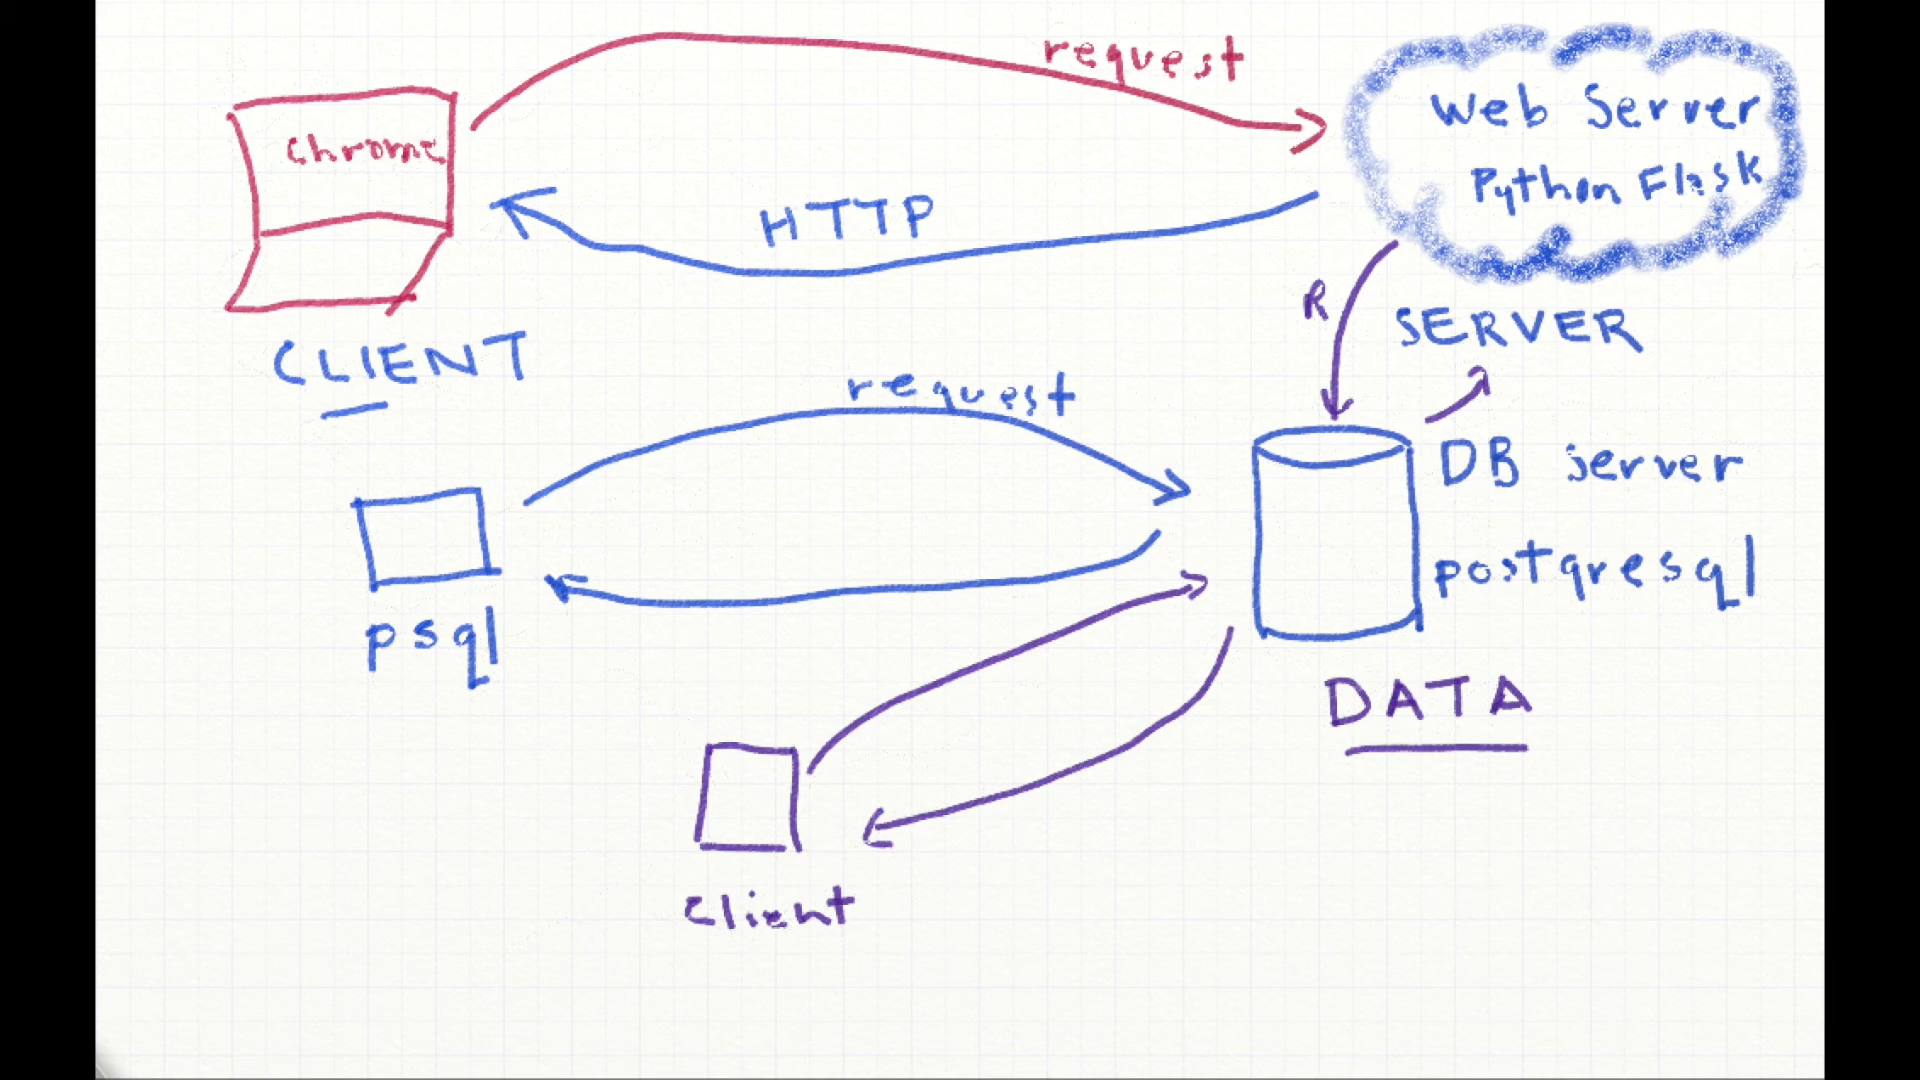 request
Chrome
Web Server
Python Flask
HTTP
R
SERVER
CLIENT
request
DB server
postgresql
psql
DATA
client